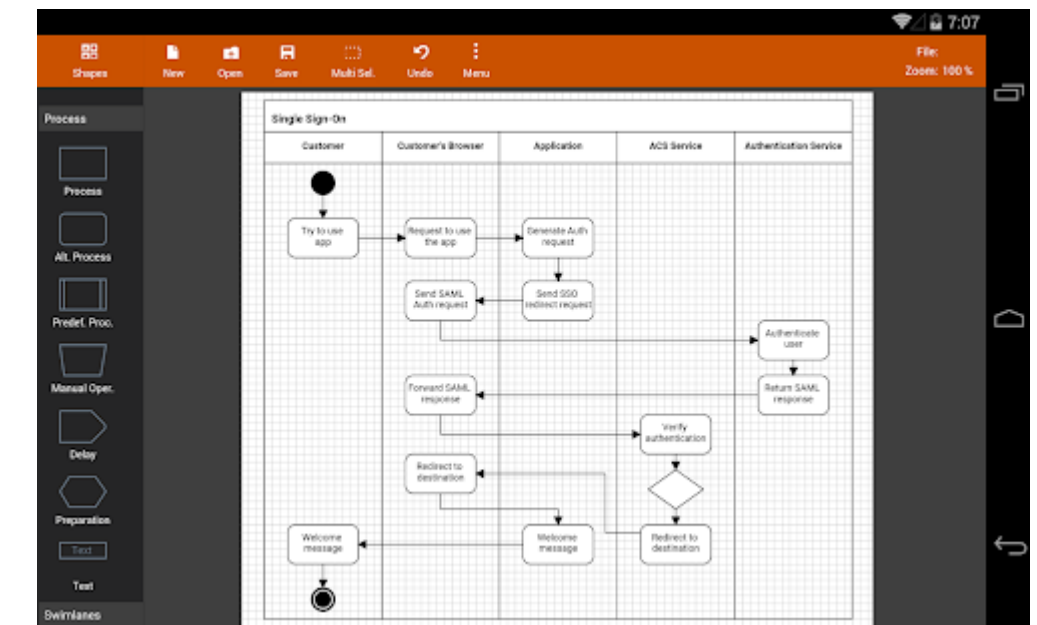 7:07
Shapes
New
Open
Save
Multi Sel.
Undo
Menu
File:
Zoom: 100 %
Process
Process
Alt. Process
Predef. Proc.
Manual Oper.
Delay
Preparation
Text
Text
Swimlanes
Single Sign-On
Customer
Customer's Browser
Application
ACS Service
Authentication Service
Try to use
app
Request to use
the app
Generate Auth
request
Send SAML
Auth request
Send SSO
redirect request
Authenticate
user
Forward SAML
response
Return SAML
response
Verify
authentication
Redirect to
destination
Welcome
message
Welcome
message
Redirect to
destination